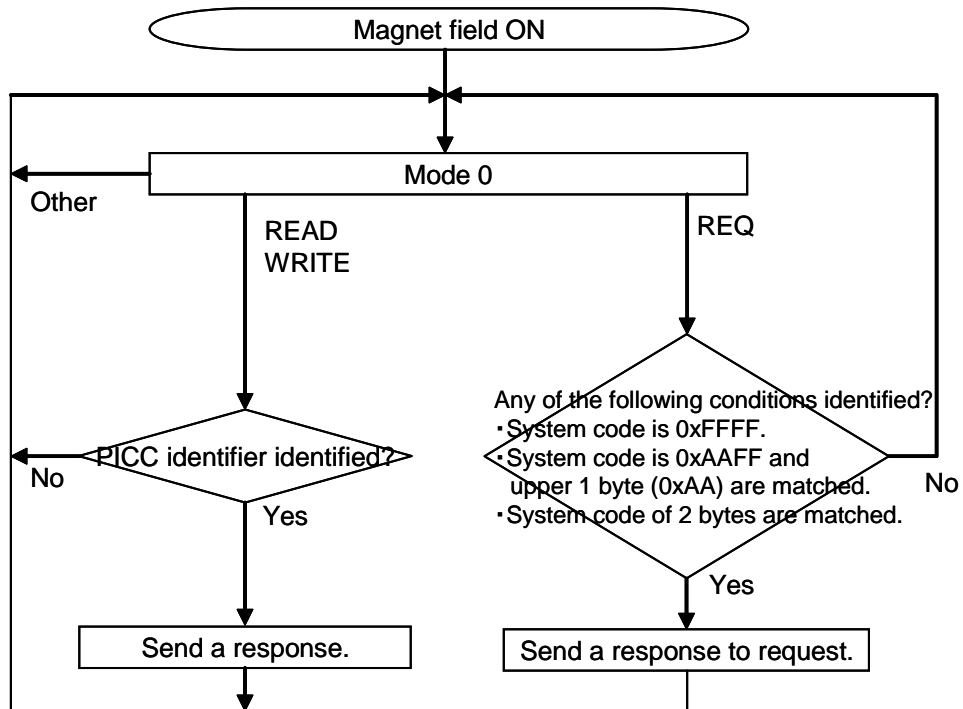 Magnet field ON
Mode 0
Other
READ
WRITE
REQ
Any of the following conditions identified?
・System code is 0xFFFF.
・System code is 0xAAFF and
upper 1 byte (0xAA) are matched.
・System code of 2 bytes are matched.
PICC identifier identified?
No
Yes
No
Yes
Send a response.
Send a response to request.